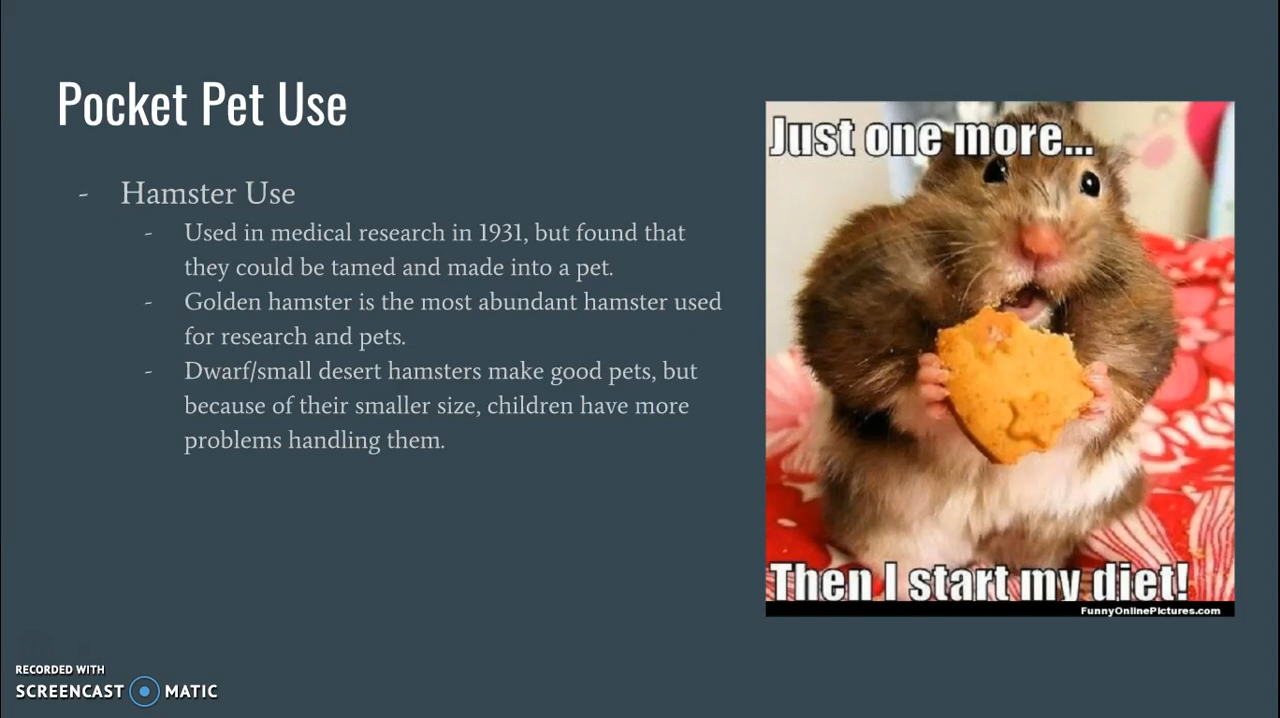 Pocket Pet Use
- Hamster Use
- Used in medical research in 1931, but found that
they could be tamed and made into a pet.
- Golden hamster is the most abundant hamster used
for research and pets.
- Dwarf/small desert hamsters make good pets, but
because of their smaller size, children have more
problems handling them.
Just one more...
Then I start my diet!
FunnyOnlinePictures.com
RECORDED WITH
SCREENCAST MATIC